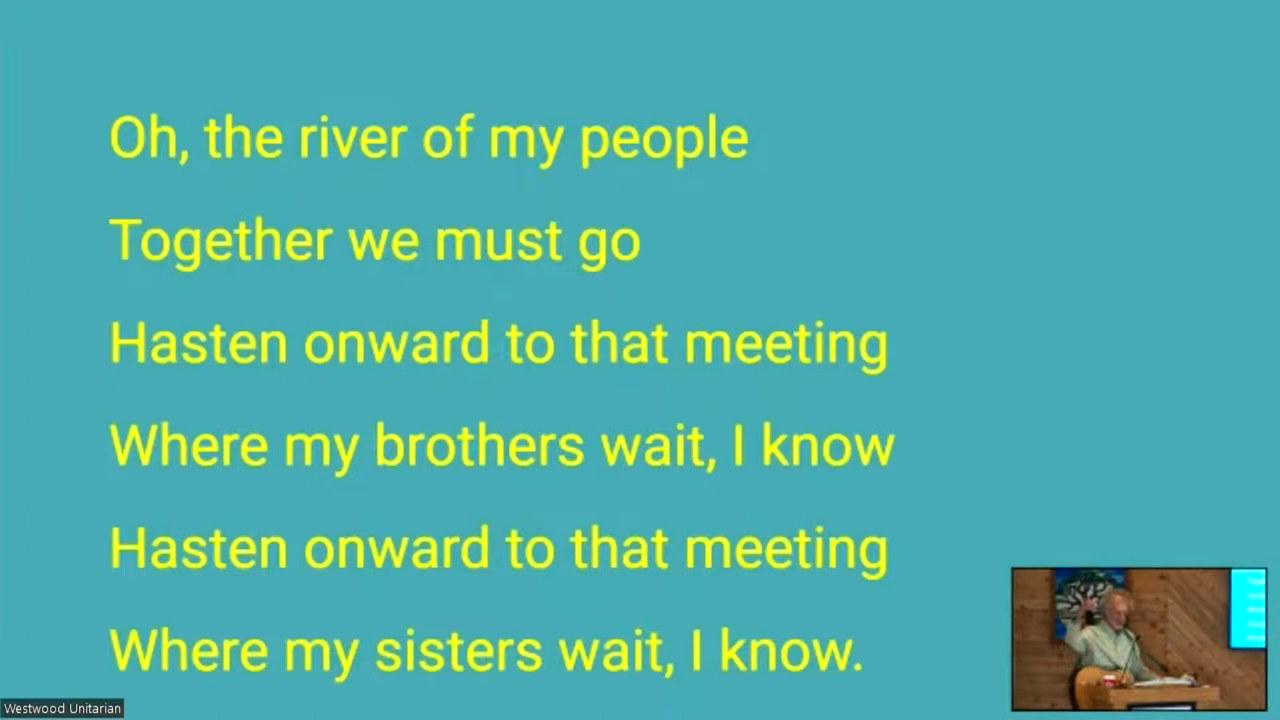 Oh, the river of my people
Together we must go
Hasten onward to that meeting
Where my brothers wait, I know
Hasten onward to that meeting
Where my sisters wait, I know.
Westwood Unitarian